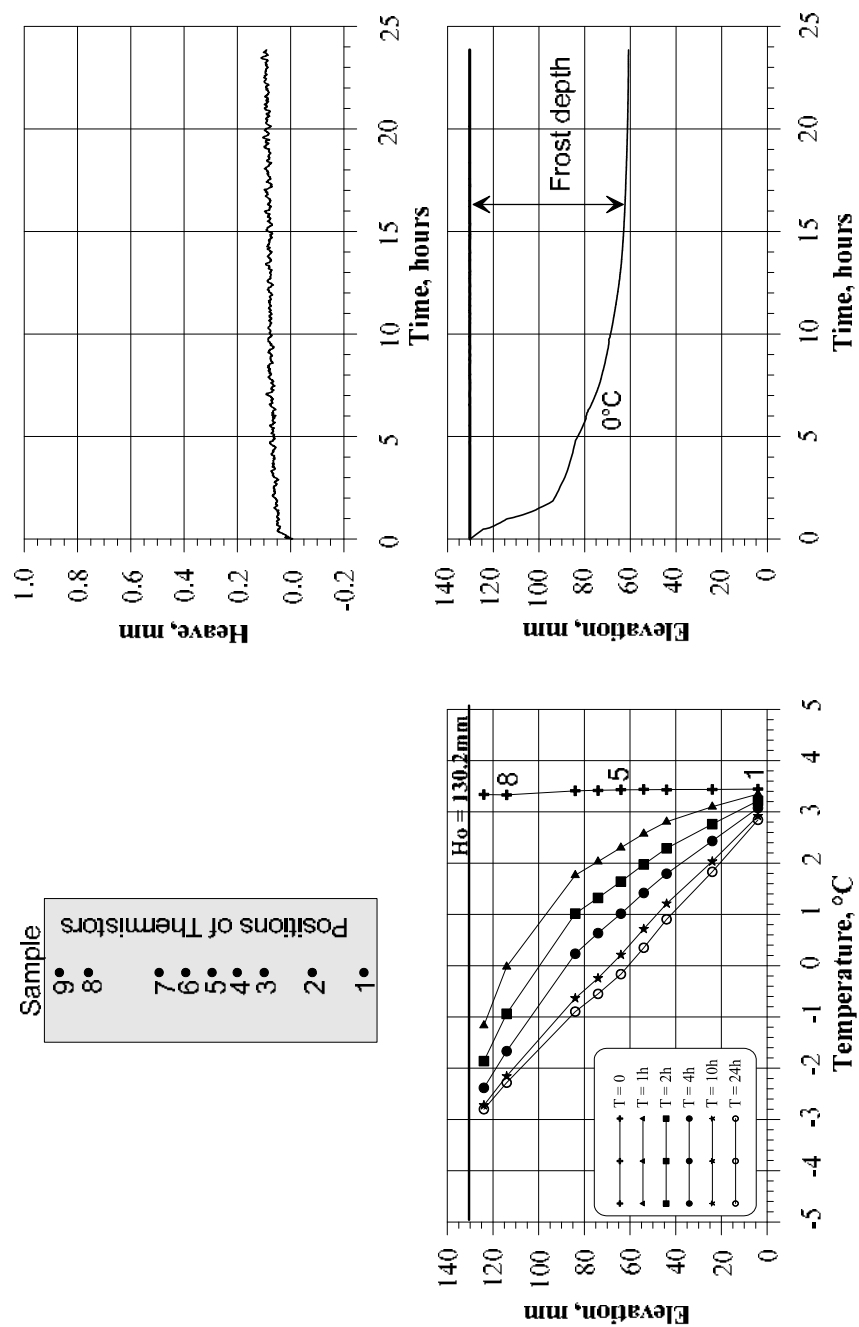 Sample
9
8
7
6
5
4
3
2
1
Positions of Thermistors
1.0
0.8
0.6
0.4
0.2
0.0
-0.2
Heave, mm
0 5 10 15 20 25
Time, hours
140
120
100
80
60
40
20
0
Elevation, mm
Ho = 130.2mm
8
5
1
T = 0
T = 1h
T = 2h
T = 4h
T = 10h
T = 24h
-5 -4 -3 -2 -1 0 1 2 3 4 5
Temperature, °C
140
120
100
80
60
40
20
0
Elevation, mm
Frost depth
0°C
0 5 10 15 20 25
Time, hours